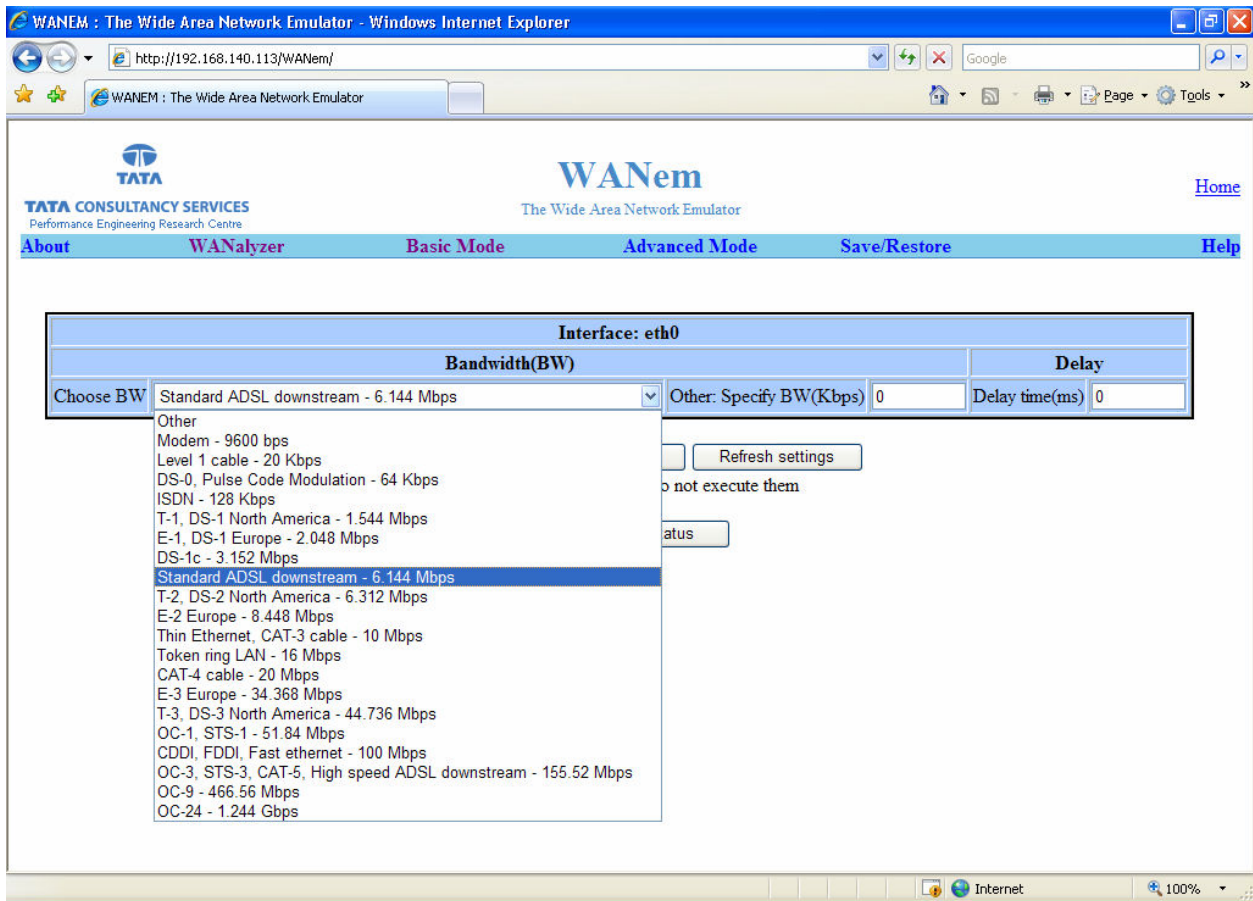 WANEM : The Wide Area Network Emulator - Windows Internet Explorer
http://192.168.140.113/WANem/
Google
WANEM : The Wide Area Network Emulator
Page
Tools
TATA
TATA CONSULTANCY SERVICES
Performance Engineering Research Centre
WANem
The Wide Area Network Emulator
Home
About WANalyzer Basic Mode Advanced Mode Save/Restore Help
Interface: eth0
Bandwidth(BW) Delay
Choose BW Standard ADSL downstream - 6.144 Mbps Other: Specify BW(Kbps) 0 Delay time(ms) 0
Other
Modem - 9600 bps
Level 1 cable - 20 Kbps
Refresh settings
DS-0, Pulse Code Modulation - 64 Kbps
not execute them
ISDN - 128 Kbps
T-1, DS-1 North America - 1.544 Mbps
E-1, DS-1 Europe - 2.048 Mbps
atus
DS-1c - 3.152 Mbps
Standard ADSL downstream - 6.144 Mbps
T-2, DS-2 North America - 6.312 Mbps
E-2 Europe - 8.448 Mbps
Thin Ethernet, CAT-3 cable - 10 Mbps
Token ring LAN - 16 Mbps
CAT-4 cable - 20 Mbps
E-3 Europe - 34.368 Mbps
T-3, DS-3 North America - 44.736 Mbps
OC-1, STS-1 - 51.84 Mbps
CDDI, FDDI, Fast ethernet - 100 Mbps
OC-3, STS-3, CAT-5, High speed ADSL downstream - 155.52 Mbps
OC-9 - 466.56 Mbps
OC-24 - 1.244 Gbps
Internet
100%